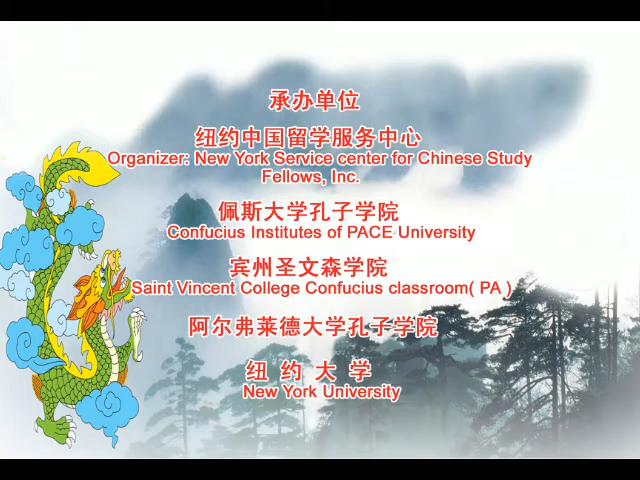 承办单位
纽约中国留学服务中心
Organizer: New York Service center for Chinese Study
Fellows, Inc.
佩斯大学孔子学院
Confucius Institutes of PACE University
宾州圣文森学院
Saint Vincent College Confucius classroom( PA )
阿尔弗莱德大学孔子学院
纽 约 大 学
New York University